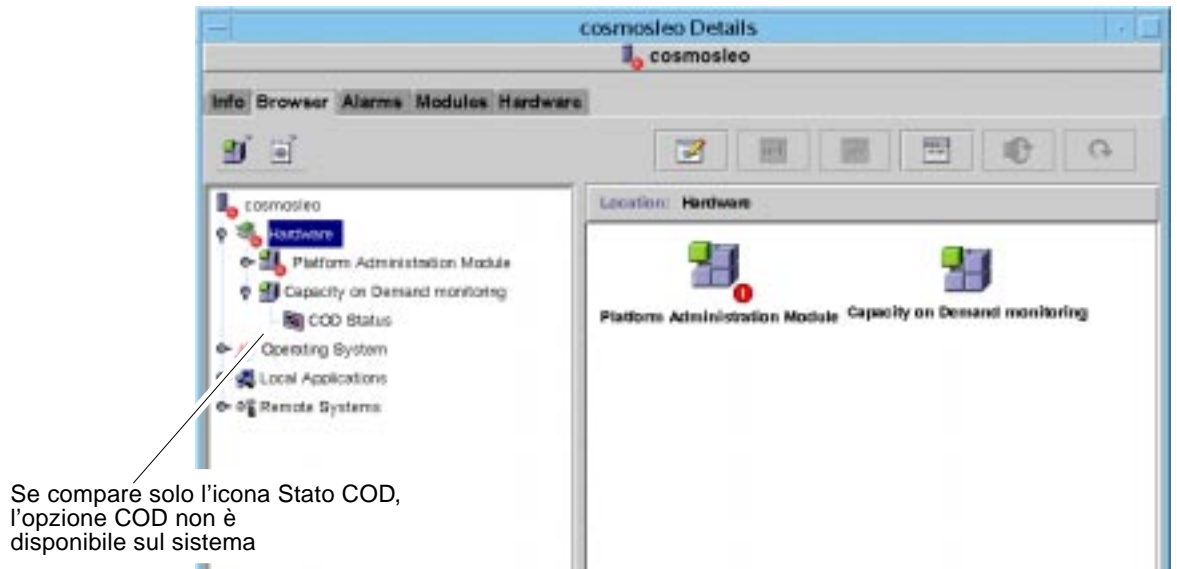 cosmosleo Details
cosmosleo
Info Browser Alarms Modules Hardware
cosmosleo
Hardware
Platform Administration Module
Capacity on Demand monitoring
COD Status
Operating System
Local Applications
Remote Systems
Location: Hardware
Platform Administration Module Capacity on Demand monitoring
Se compare solo l’icona Stato COD,
l’opzione COD non è
disponibile sul sistema